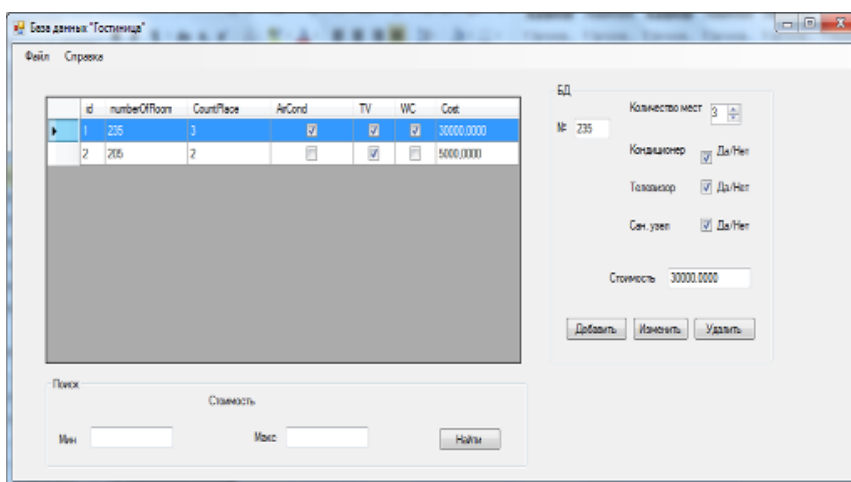 База данных "Гостиница"
Файл Справка
id numberOfRoom CountPlace AirCond TV WC Cost
1 235 3 30000,0000
2 205 2 5000,0000
БД
Количество мест 3
№ 235
Кондиционер Да/Нет
Телевизор Да/Нет
Сан. узел Да/Нет
Стоимость 30000,0000
Добавить Изменить Удалить
Поиск
Стоимость
Мин Макс Найти